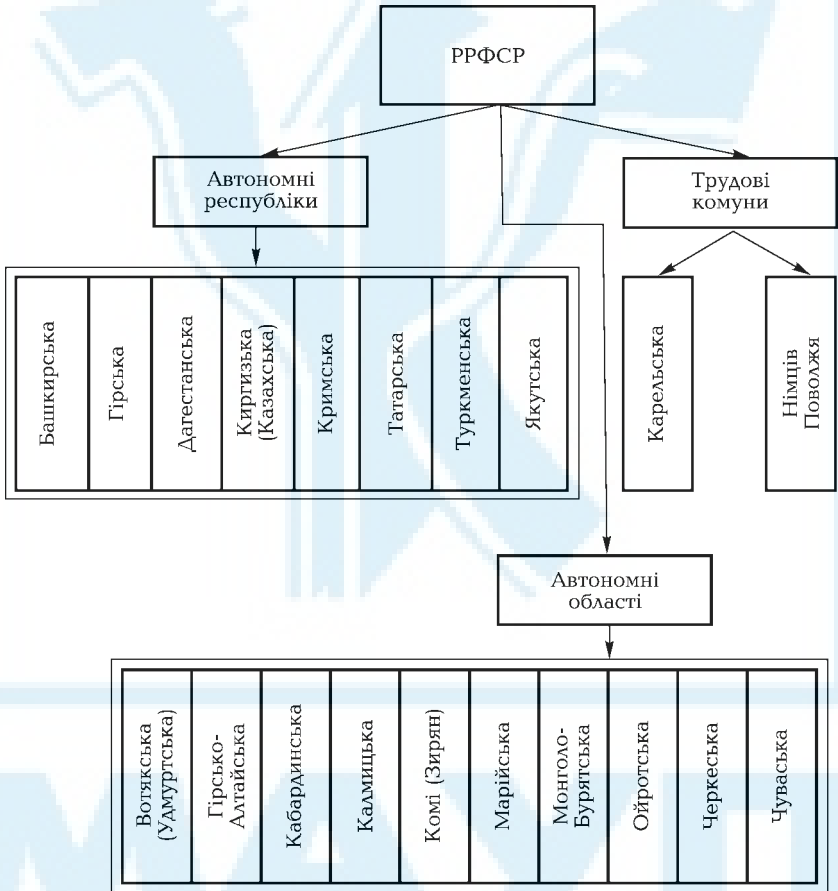 РРФСР
Автономні
республіки
Трудові
комуни
Башкирська
Гірська
Дагестанська
Киргизька
(Казахська)
Кримська
Татарська
Туркменська
Якутська
Карельська
Німців
Поволжя
Автономні
області
Вотякська
(Удмуртська)
Гірсько-
Алтайська
Кабардинська
Калмицька
Комі (Зирян)
Марійська
Монголо-
Бурятська
Ойротська
Черкеська
Чуваська
МАУП